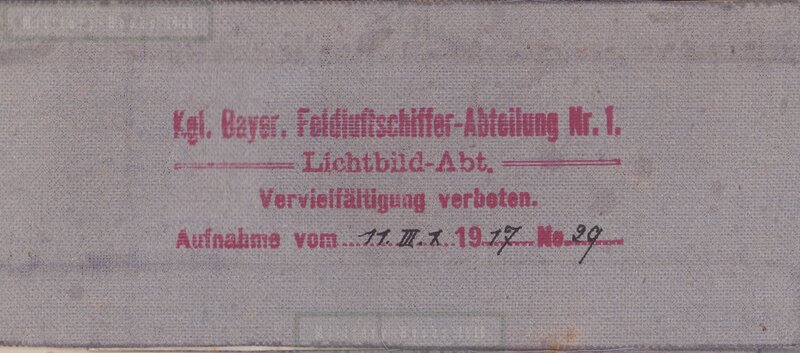 Kgl. Bayer. Feldluftschiffer-Abteilung Nr. 1.
Lichtbild-Abt.
Vervielfältigung verboten.
Aufnahme vom 11. III. 1917 No. 29